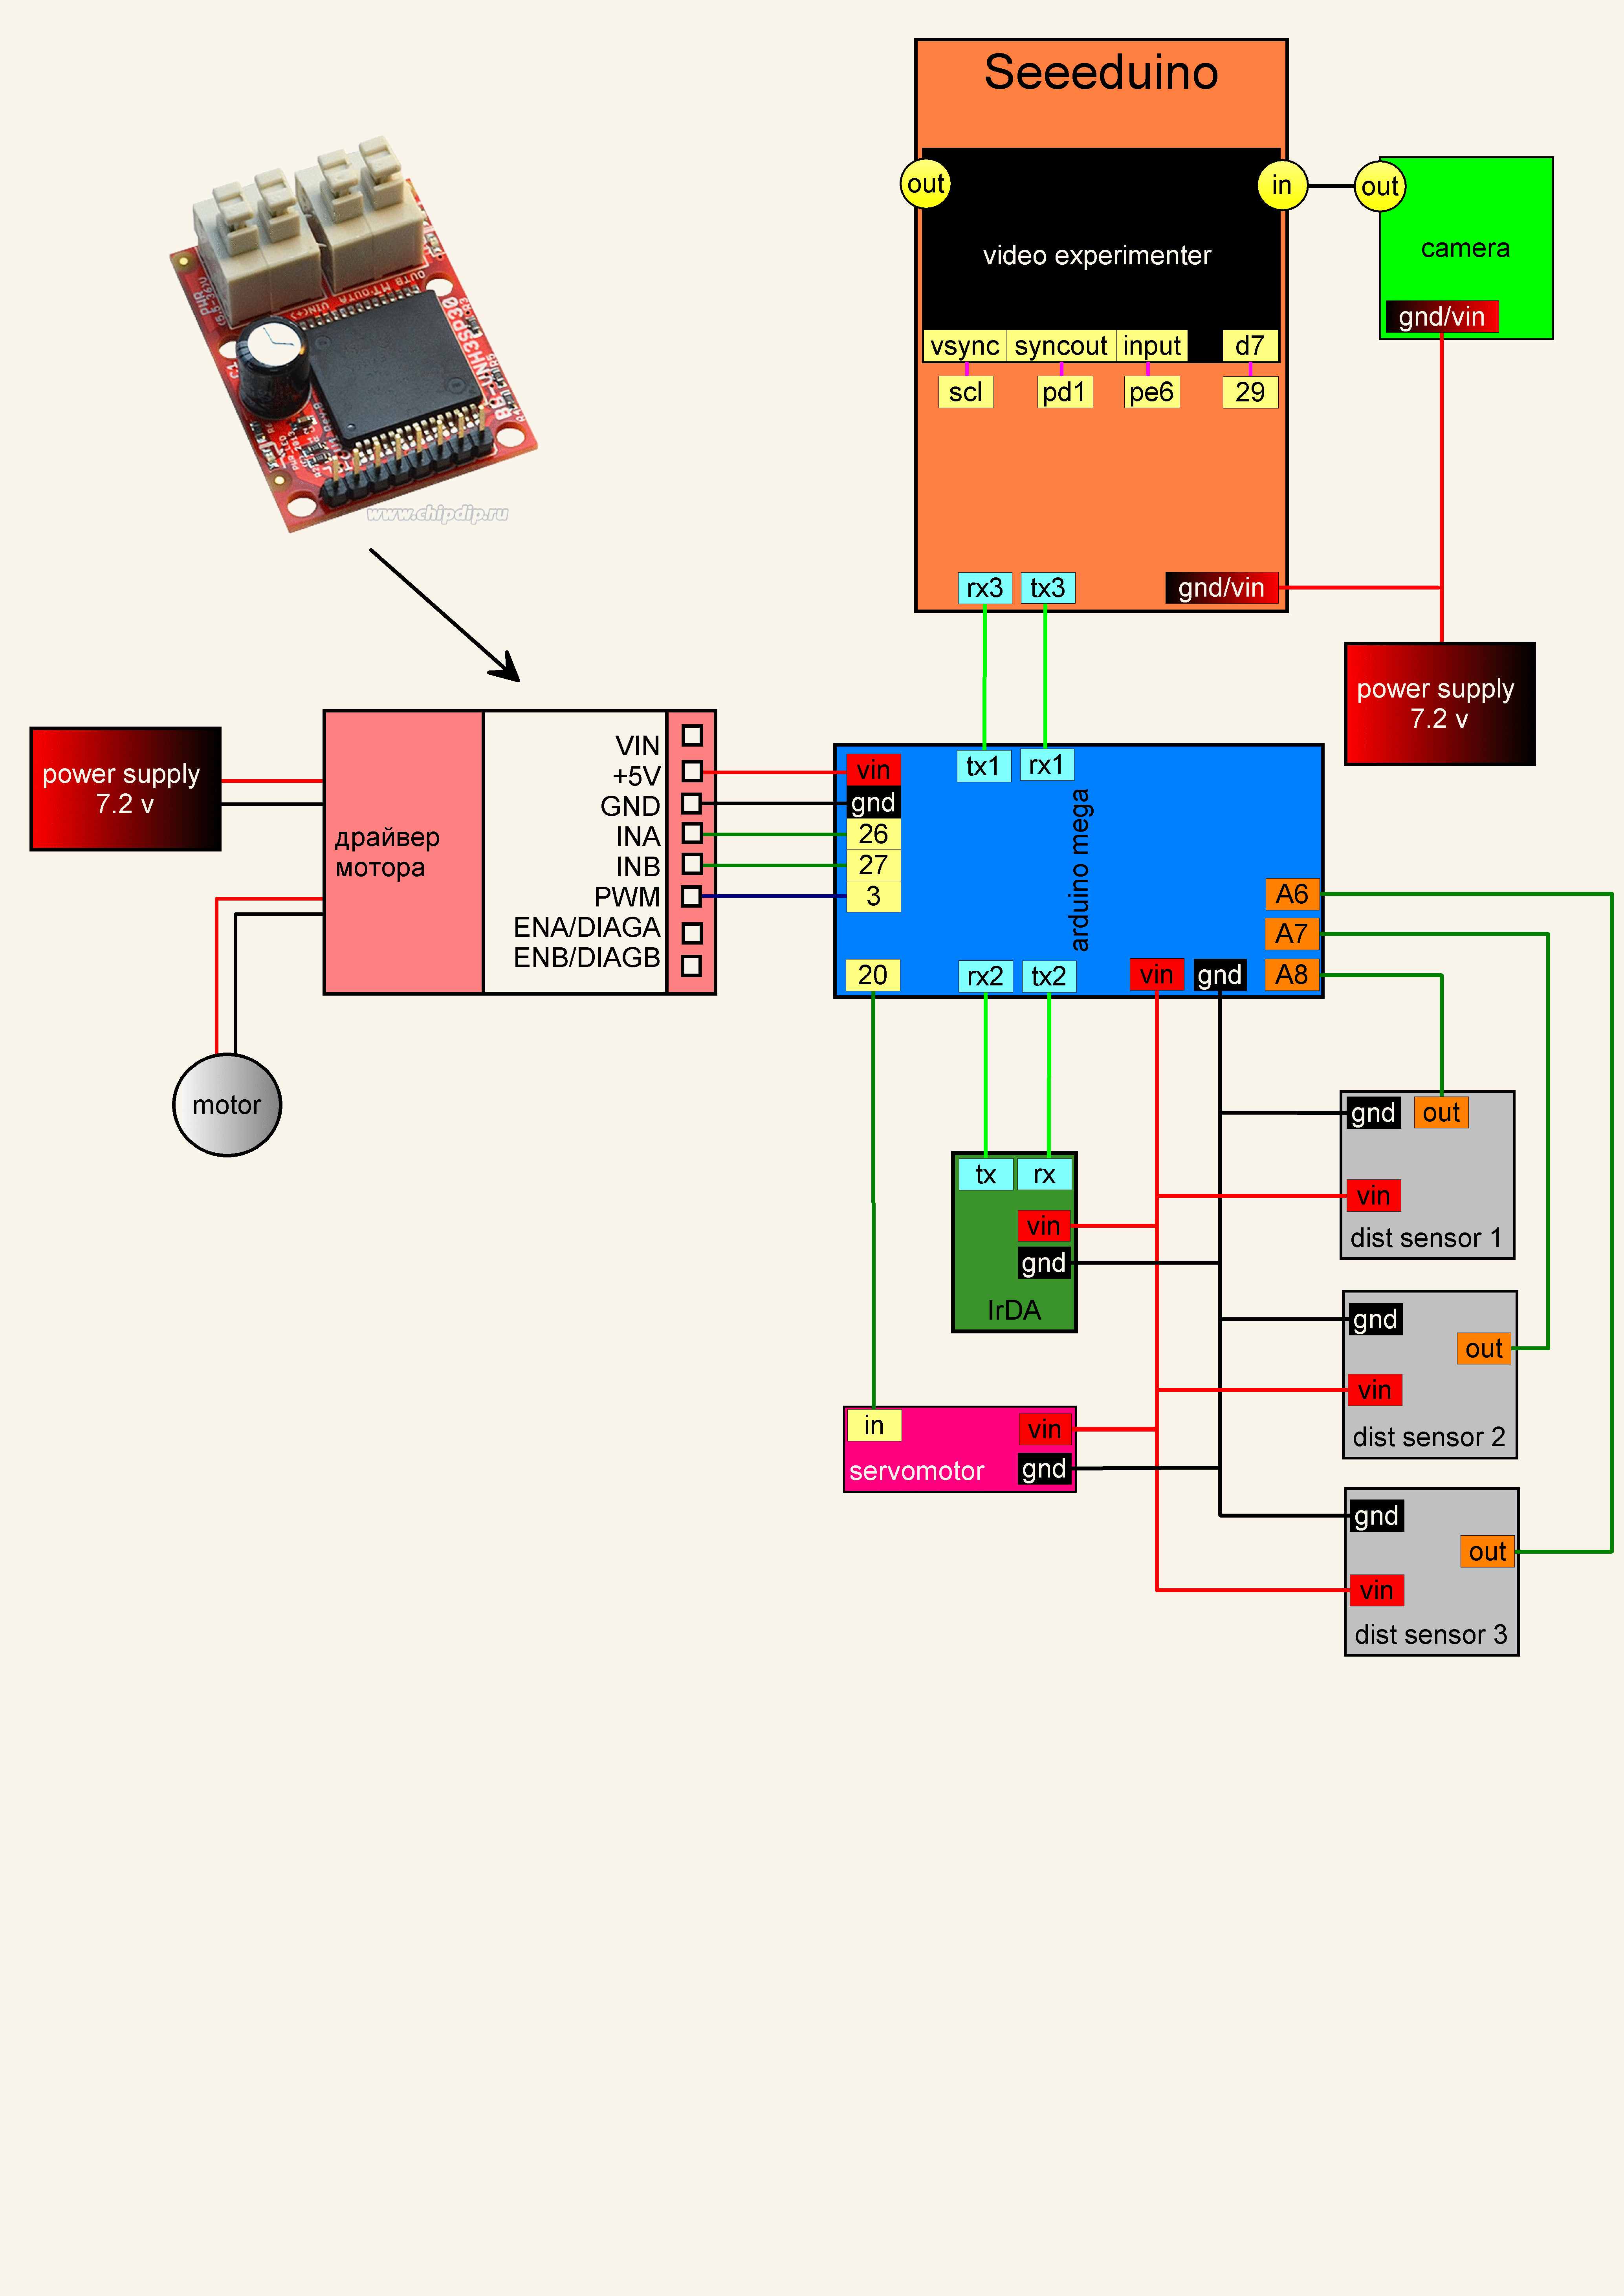 Seeeduino
out
in
out
video experimenter
camera
gnd/vin
vsync
syncout
input
d7
scl
pd1
pe6
29
www.chipdip.ru
rx3
tx3
gnd/vin
power supply
7.2 v
power supply
7.2 v
драйвер
мотора
VIN
+5V
GND
INA
INB
PWM
ENA/DIAGA
ENB/DIAGB
vin
gnd
26
27
3
20
tx1
rx1
arduino mega
rx2
tx2
vin
gnd
A6
A7
A8
motor
gnd
out
vin
dist sensor 1
tx
rx
vin
gnd
IrDA
gnd
out
vin
dist sensor 2
in
vin
servomotor
gnd
gnd
out
vin
dist sensor 3